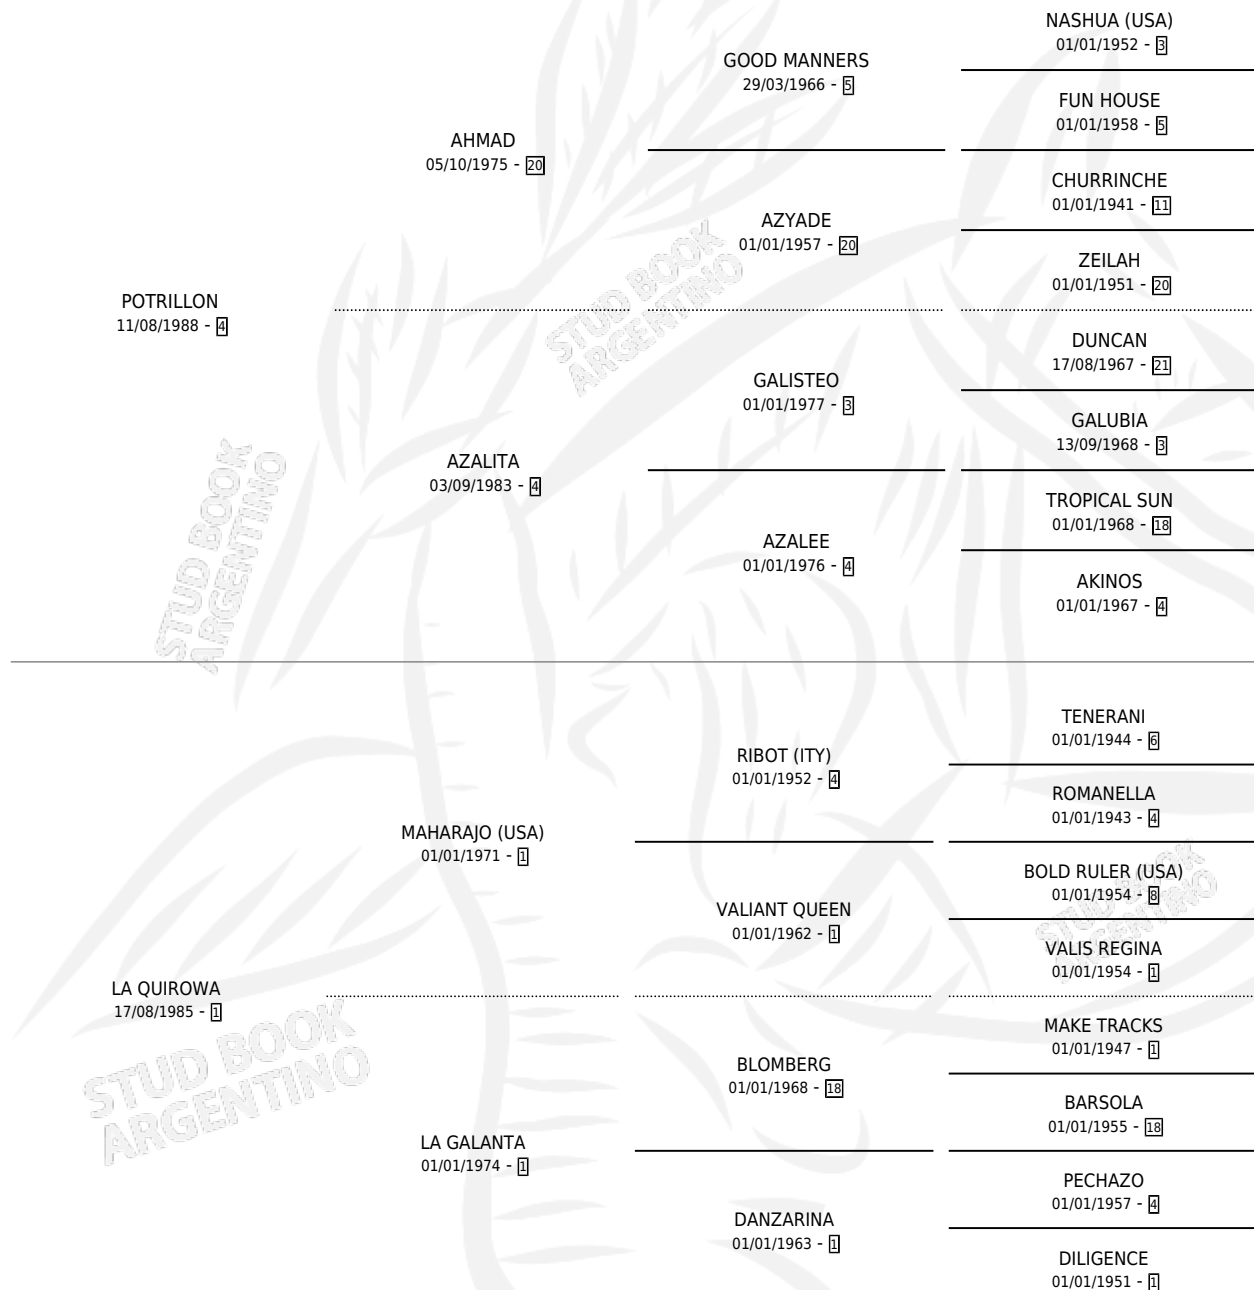 NASHUA (USA)
01/01/1952 - 3
GOOD MANNERS
29/03/1966 - 5
FUN HOUSE
01/01/1958 - 5
AHMAD
05/10/1975 - 20
CHURRINCHE
01/01/1941 - 11
AZYADE
01/01/1957 - 20
ZEILAH
01/01/1951 - 20
POTRILLON
11/08/1988 - 4
DUNCAN
17/08/1967 - 21
GALISTEO
01/01/1977 - 3
GALUBIA
13/09/1968 - 3
AZALITA
03/09/1983 - 4
TROPICAL SUN
01/01/1968 - 18
AZALEE
01/01/1976 - 4
AKINOS
01/01/1967 - 4
TENERANI
01/01/1944 - 6
RIBOT (ITY)
01/01/1952 - 4
ROMANELLA
01/01/1943 - 4
MAHARAJO (USA)
01/01/1971 - 1
BOLD RULER (USA)
01/01/1954 - 8
VALIANT QUEEN
01/01/1962 - 1
VALIS REGINA
01/01/1954 - 1
LA QUIROWA
17/08/1985 - 1
MAKE TRACKS
01/01/1947 - 1
BLOMBERG
01/01/1968 - 18
BARSOLA
01/01/1955 - 18
LA GALANTA
01/01/1974 - 1
PECHAZO
01/01/1957 - 4
DANZARINA
01/01/1963 - 1
DILIGENCE
01/01/1951 - 1
STUD BOOK
ARGENTINO
STUD BOOK
ARGENTINO
STUD BOOK
ARGENTINO
STUD BOOK
ARGENTINO